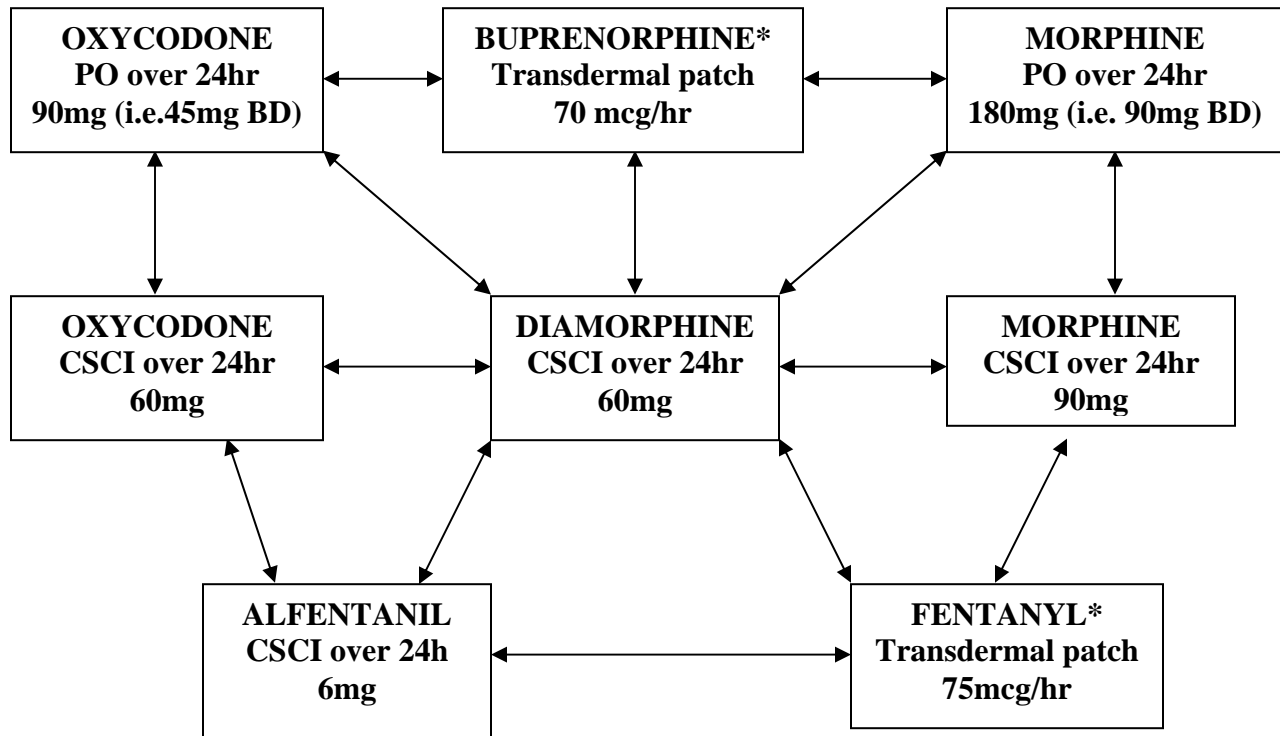 OXYCODONE
PO over 24hr
90mg (i.e.45mg BD)
BUPRENORPHINE*
Transdermal patch
70 mcg/hr
MORPHINE
PO over 24hr
180mg (i.e. 90mg BD)
OXYCODONE
CSCI over 24hr
60mg
DIAMORPHINE
CSCI over 24hr
60mg
MORPHINE
CSCI over 24hr
90mg
ALFENTANIL
CSCI over 24h
6mg
FENTANYL*
Transdermal patch
75mcg/hr